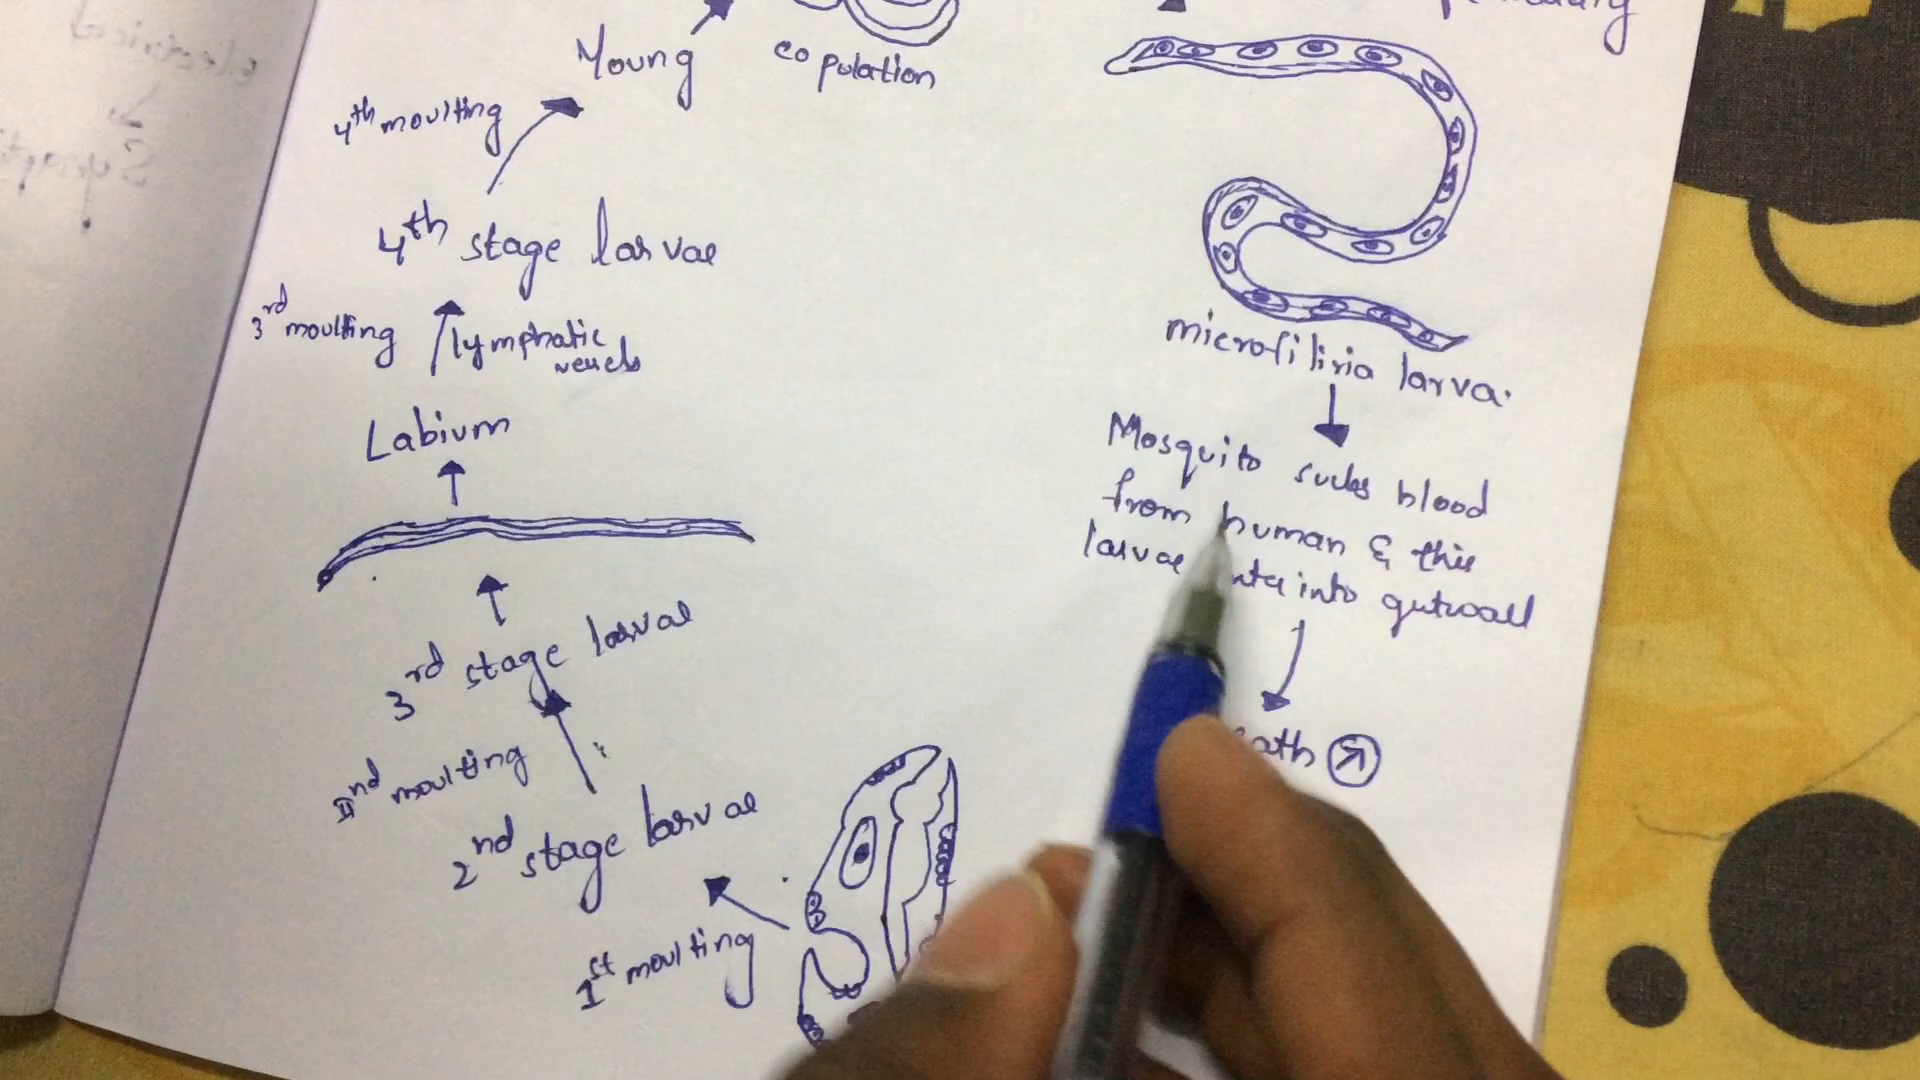 Young
copulation
4th moulting
4th stage larvae
3rd moulting
lymphatic
vessels
Labium
3rd stage larvae
IInd moulting
2nd stage larvae
1st moulting
microfiliria larva.
Mosquito sucks blood
from human & this
larvae into gutwall